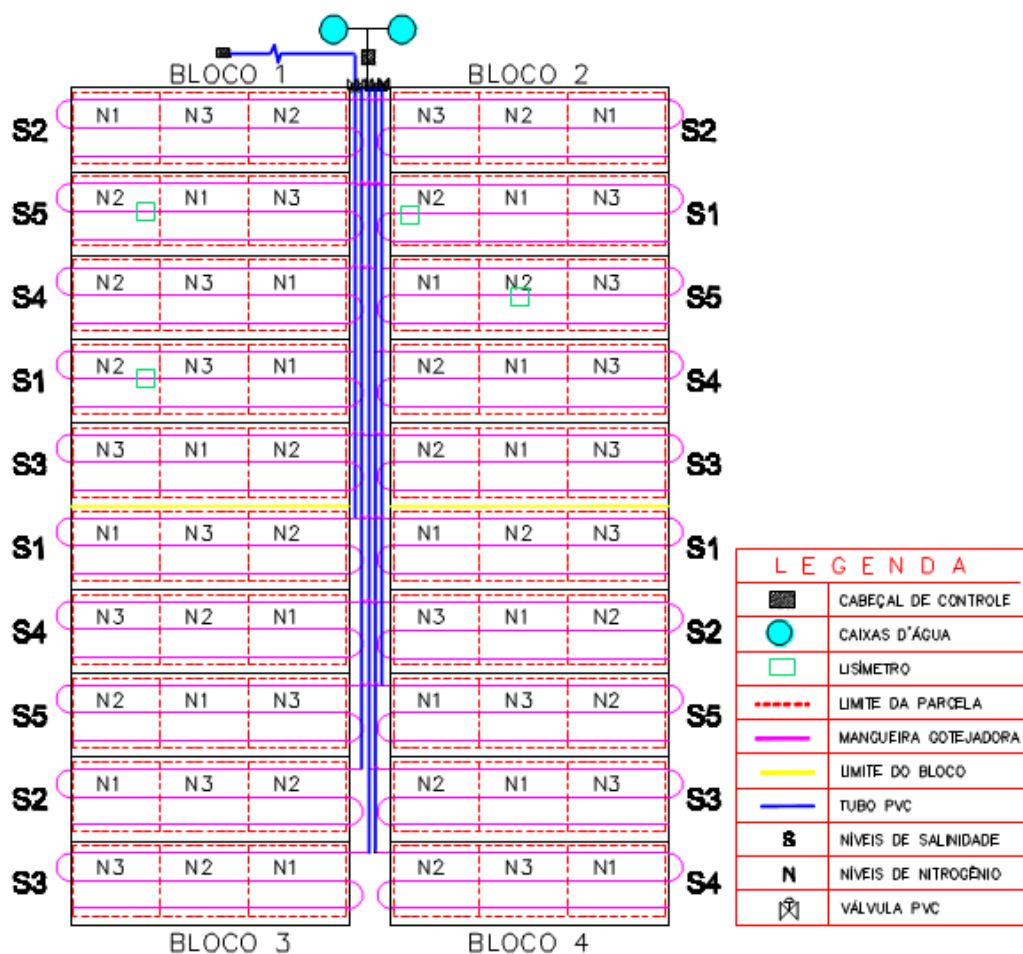 BLOCO 1 BLOCO 2
S2 N1 N3 N2 N3 N2 N1 S2
S5 N2 N1 N3 N2 N1 N3 S1
S4 N2 N3 N1 N1 N2 N3 S5
S1 N2 N3 N1 N2 N1 N3 S4
S3 N3 N1 N2 N2 N1 N3 S3
S1 N1 N3 N2 N1 N2 N3 S1
S4 N3 N2 N1 N3 N1 N2 S2
S5 N2 N1 N3 N1 N3 N2 S5
S2 N1 N3 N2 N1 N2 N3 S3
S3 N3 N2 N1 N2 N3 N1 S4
BLOCO 3 BLOCO 4
LEGENDA
CABEÇAL DE CONTROLE
CAIXAS D'ÁGUA
LISÍMETRO
LIMITE DA PARCELA
MANGUEIRA GOTEJADORA
LIMITE DO BLOCO
TUBO PVC
S NÍVEIS DE SALINIDADE
N NÍVEIS DE NITROGÊNIO
VÁLVULA PVC